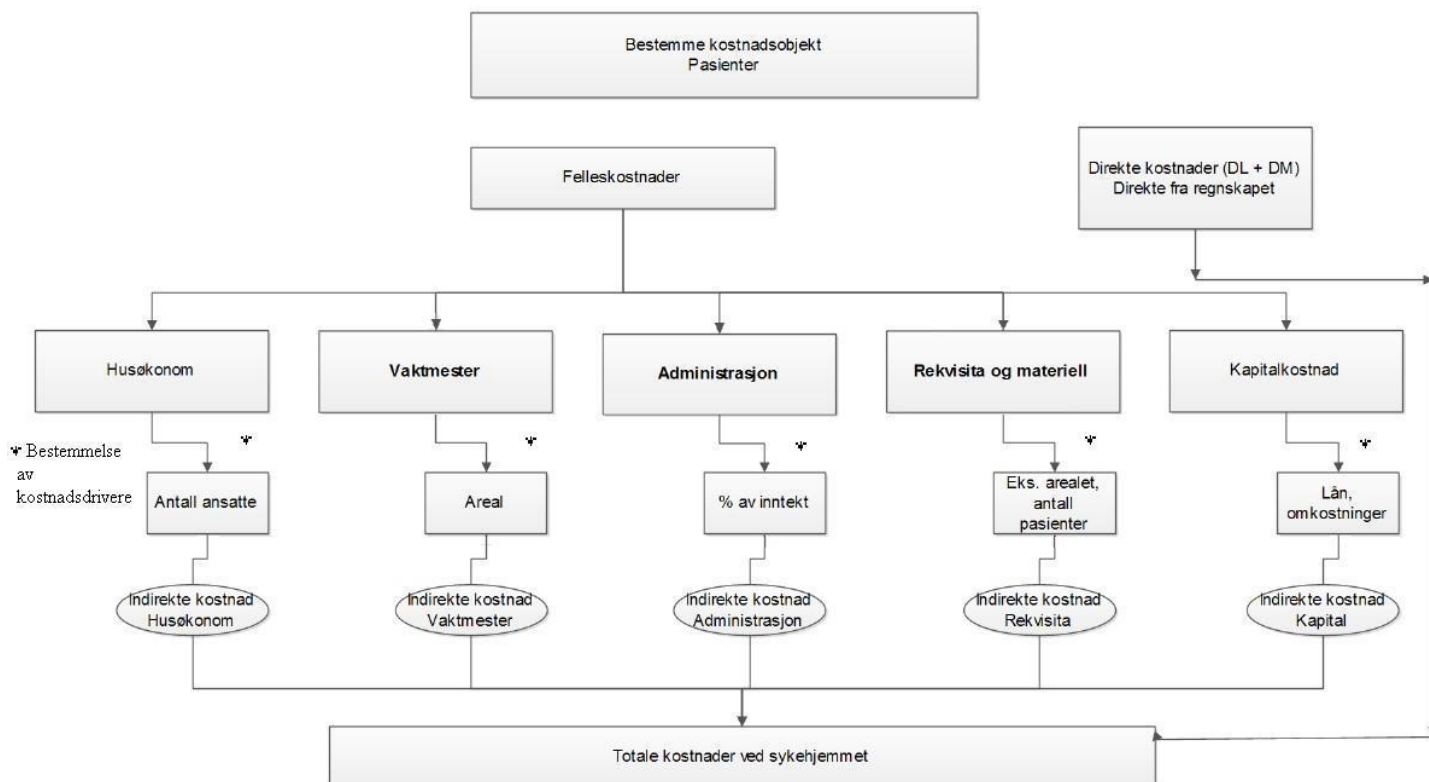 Bestemme kostnadsobjekt
Pasienter
Felleskostnader
Direkte kostnader (DL + DM)
Direkte fra regnskapet
Husøkonom
Vaktmester
Administrasjon
Rekvisita og materiell
Kapitalkostnad
Bestemmelse
av
kostnadsdrivere
Antall ansatte
Areal
% av inntekt
Eks. arealet,
antall
pasienter
Lån,
omkostninger
Indirekte kostnad
Husøkonom
Indirekte kostnad
Vaktmester
Indirekte kostnad
Administrasjon
Indirekte kostnad
Rekvisita
Indirekte kostnad
Kapital
Totale kostnader ved sykehjemmet